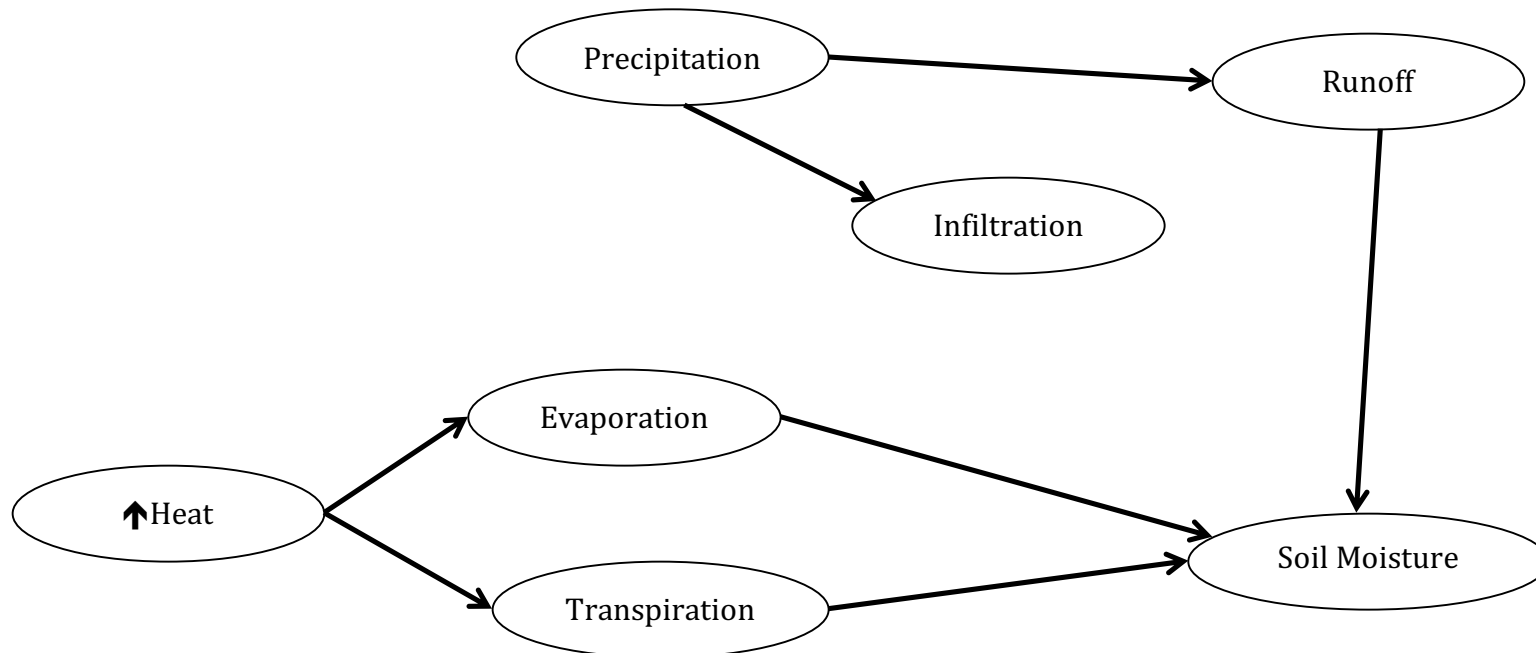 Precipitation
Runoff
Infiltration
Evaporation
🡹Heat
Soil Moisture
Transpiration